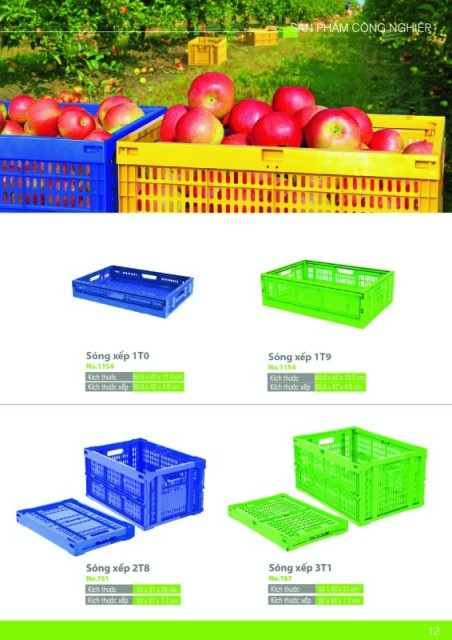 SẢN PHẨM CÔNG NGHIỆP
Sóng xếp 1T0
No.1154
Kích thước
Kích thước xếp
Sóng xếp 1T9
No.1154
Kích thước
Kích thước xếp
Sóng xếp 2T8
No.751
Kích thước
Kích thước xếp
Sóng xếp 3T1
No.767
Kích thước
Kích thước xếp
12